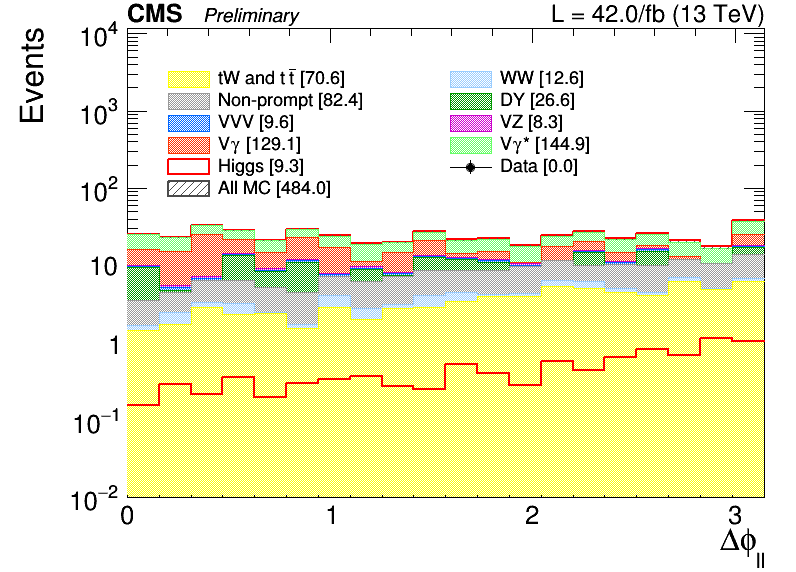 CMS Preliminary L = 42.0/fb (13 TeV)
Events
10⁴
10³
10²
10
1
10⁻¹
10⁻²
tW and tt̄ [70.6] WW [12.6]
Non-prompt [82.4] DY [26.6]
VVV [9.6] VZ [8.3]
Vγ [129.1] Vγ* [144.9]
Higgs [9.3] Data [0.0]
All MC [484.0]
0 1 2 3
Δϕ_ll